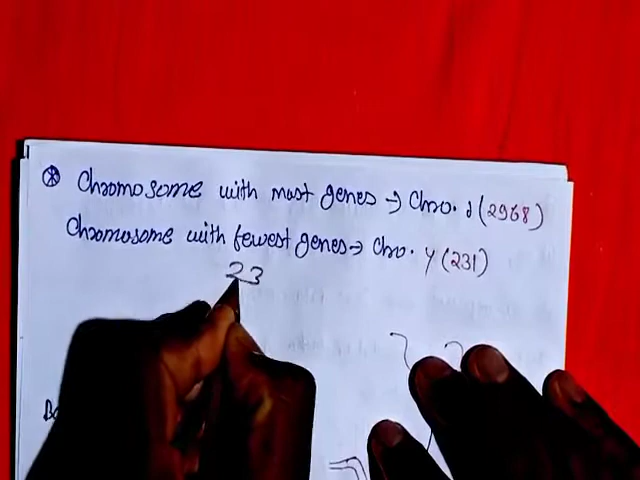 Chromosome with most genes → Chro. 1 (2968)
Chromosome with fewest genes → Chro. Y (231)
23